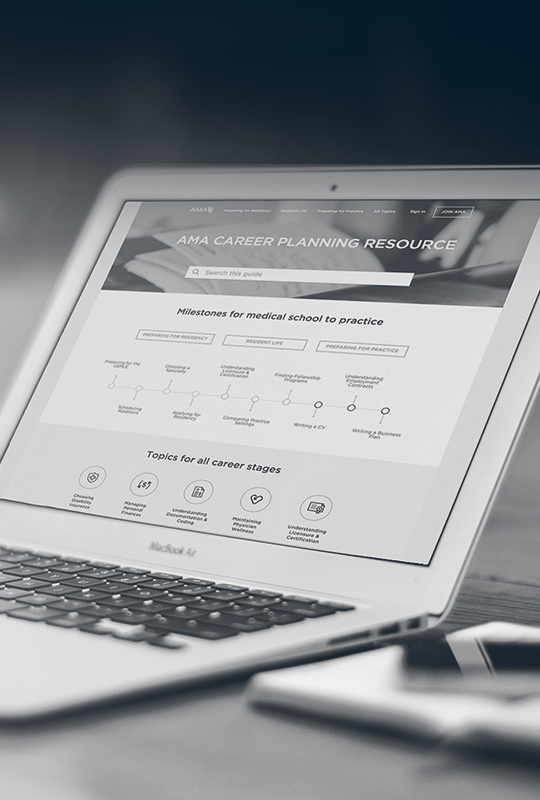 AMA
Preparing for Residency Resident Life Preparing for Practice All Topics Sign In JOIN AMA
AMA CAREER PLANNING RESOURCE
Search this guide
Milestones for medical school to practice
PREPARING FOR RESIDENCY RESIDENT LIFE PREPARING FOR PRACTICE
Preparing for the
USMLE
Choosing a
Specialty
Understanding
Licensure &
Certification
Finding Fellowship
Programs
Understanding
Employment
Contracts
Scheduling
Rotations
Applying for
Residency
Comparing Practice
Settings
Writing a CV
Writing a Business
Plan
Topics for all career stages
Choosing
Disability
Insurance
Managing
Personal
Finances
Understanding
Documentation &
Coding
Maintaining
Physician
Wellness
Understanding
Licensure &
Certification
MacBook Air